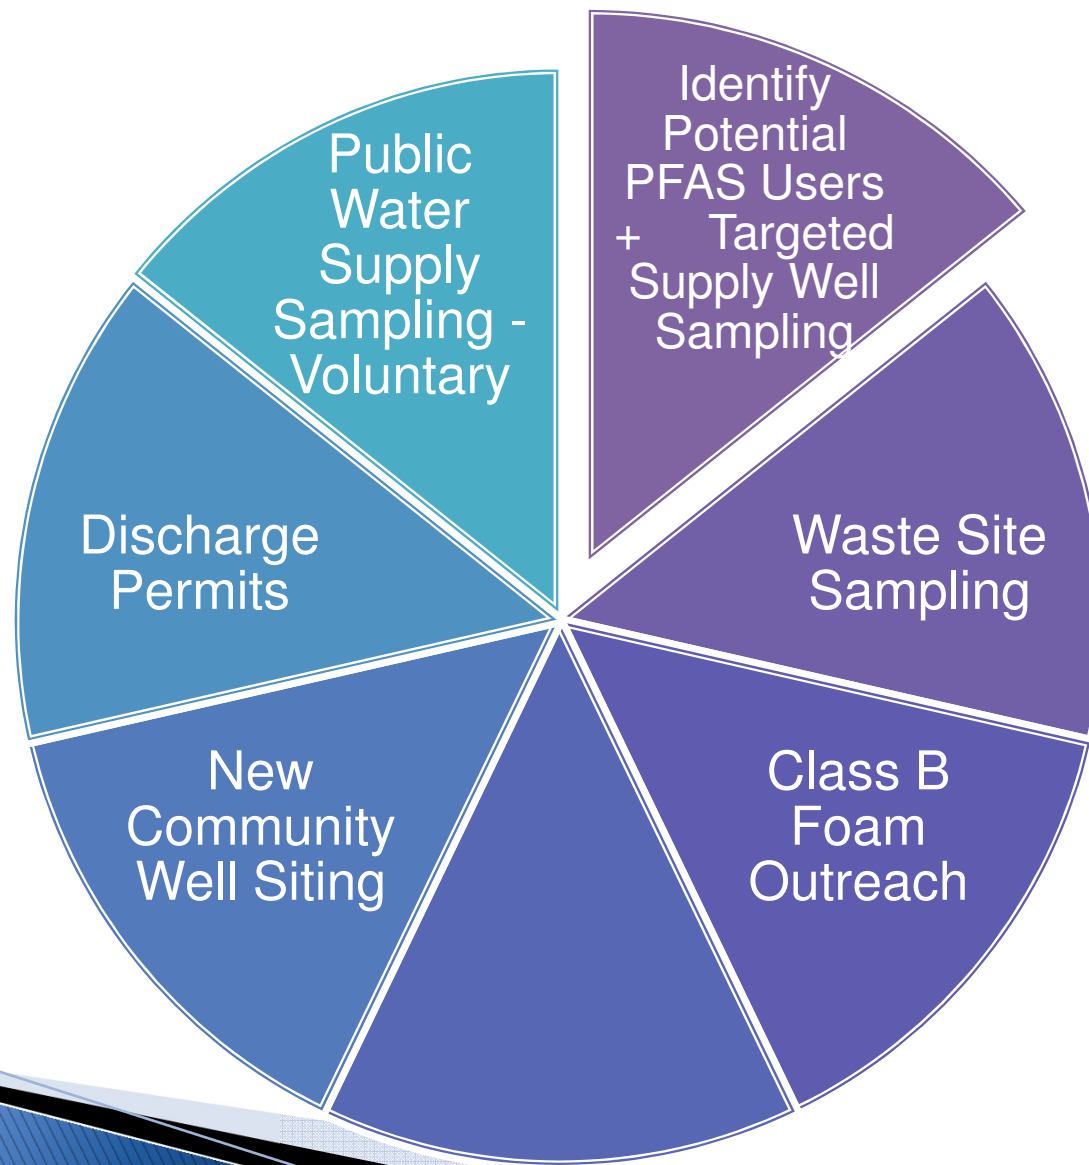 Identify
Potential
PFAS Users
+ Targeted
Supply Well
Sampling
Waste Site
Sampling
Class B
Foam
Outreach
New
Community
Well Siting
Discharge
Permits
Public
Water
Supply
Sampling -
Voluntary